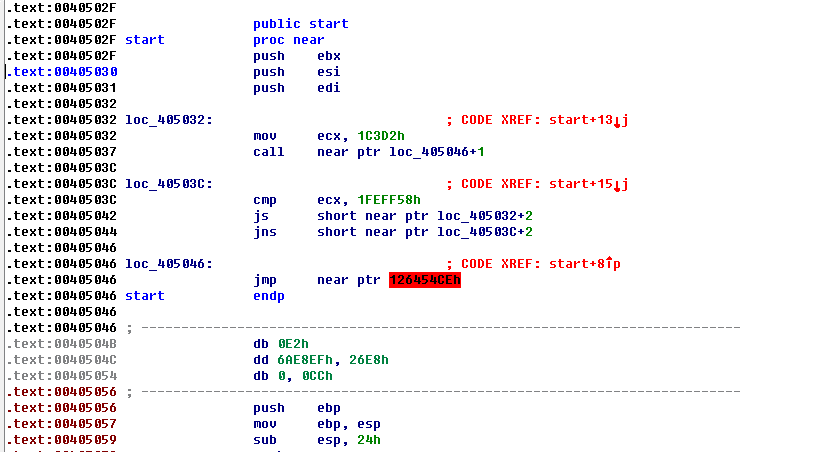 .text:0040502F
.text:0040502F public start
.text:0040502F start proc near
.text:0040502F push ebx
.text:00405030 push esi
.text:00405031 push edi
.text:00405032
.text:00405032 loc_405032: ; CODE XREF: start+13↓j
.text:00405032 mov ecx, 1C3D2h
.text:00405037 call near ptr loc_405046+1
.text:0040503C
.text:0040503C loc_40503C: ; CODE XREF: start+15↓j
.text:0040503C cmp ecx, 1FEFF58h
.text:00405042 js short near ptr loc_405032+2
.text:00405044 jns short near ptr loc_40503C+2
.text:00405046
.text:00405046 loc_405046: ; CODE XREF: start+8↑p
.text:00405046 jmp near ptr 126454CEh
.text:00405046 start endp
.text:00405046
.text:00405046
.text:00405046 ; ---------------------------------------------------------------------------
.text:0040504B db 0E2h
.text:0040504C dd 6AE8EFh, 26E8h
.text:00405054 db 0, 0CCh
.text:00405056 ; ---------------------------------------------------------------------------
.text:00405056 push ebp
.text:00405057 mov ebp, esp
.text:00405059 sub esp, 24h